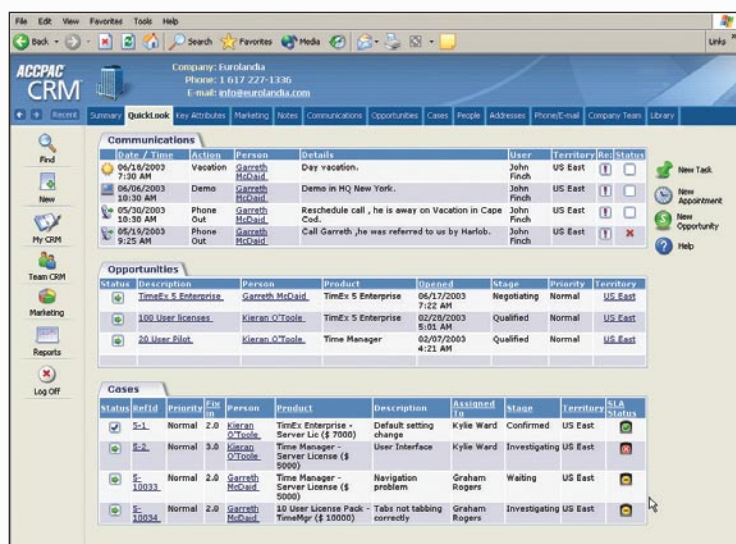 File Edit View Favorites Tools Help
Back Search Favorites Media Links »
ACCPAC
CRM
Company: Eurolandia
Phone: 1 617 227-1336
E-mail: info@eurolandia.com
Recent Summary QuickLook Key Attributes Marketing Notes Communications Opportunities Cases People Addresses Phone/E-mail Company Team Library
Find
New
My CRM
Team CRM
Marketing
Reports
Log Off
Communications
Date / Time Action Person Details User Territory Re: Status
06/18/2003 7:30 AM Vacation Garreth McDaid Day vacation. John Finch US East
06/06/2003 10:30 AM Demo Garreth McDaid Demo in HQ New York. John Finch US East
05/30/2003 10:30 AM Phone Out Garreth McDaid Reschedule call , he is away on Vacation in Cape Cod. John Finch US East
05/19/2003 9:25 AM Phone Out Garreth McDaid Call Garreth ,he was referred to us by Harlob. John Finch US East
New Task
New Appointment
New Opportunity
Help
Opportunities
Status Description Person Product Opened Stage Priority Territory
TimeEx 5 Enterprise Garreth McDaid TimEx 5 Enterprise 06/17/2003 7:22 AM Negotiating Normal US East
100 User licenses Kieran O'Toole TimEx 5 Enterprise 02/28/2003 5:01 AM Qualified Normal US East
20 User Pilot Kieran O'Toole Time Manager 02/07/2003 4:21 AM Qualified Normal US East
Cases
Status RefId Priority Fix in Person Product Description Assigned To Stage Territory SLA Status
5-1 Normal 2.0 Kieran O'Toole TimEx Enterprise - Server Lic ($ 7000) Default setting change Kylie Ward Confirmed US East
5-2 Normal 3.0 Kieran O'Toole Time Manager - Server License ($ 5000) User Interface Kylie Ward Investigating US East
5-10033 Normal 2.0 Garreth McDaid Time Manager - Server License ($ 5000) Navigation problem Graham Rogers Waiting US East
5-10034 Normal 2.0 Garreth McDaid 10 User License Pack - TimeMgr ($ 10000) Tabs not tabbing correctly Graham Rogers Investigating US East